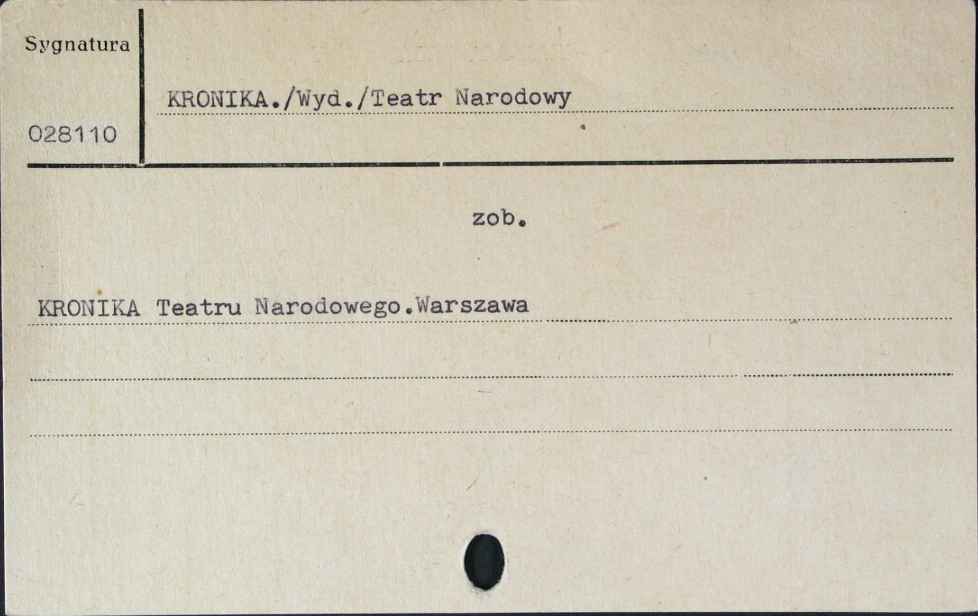 Sygnatura
KRONIKA./Wyd./Teatr Narodowy
028110
zob.
KRONIKA Teatru Narodowego.Warszawa